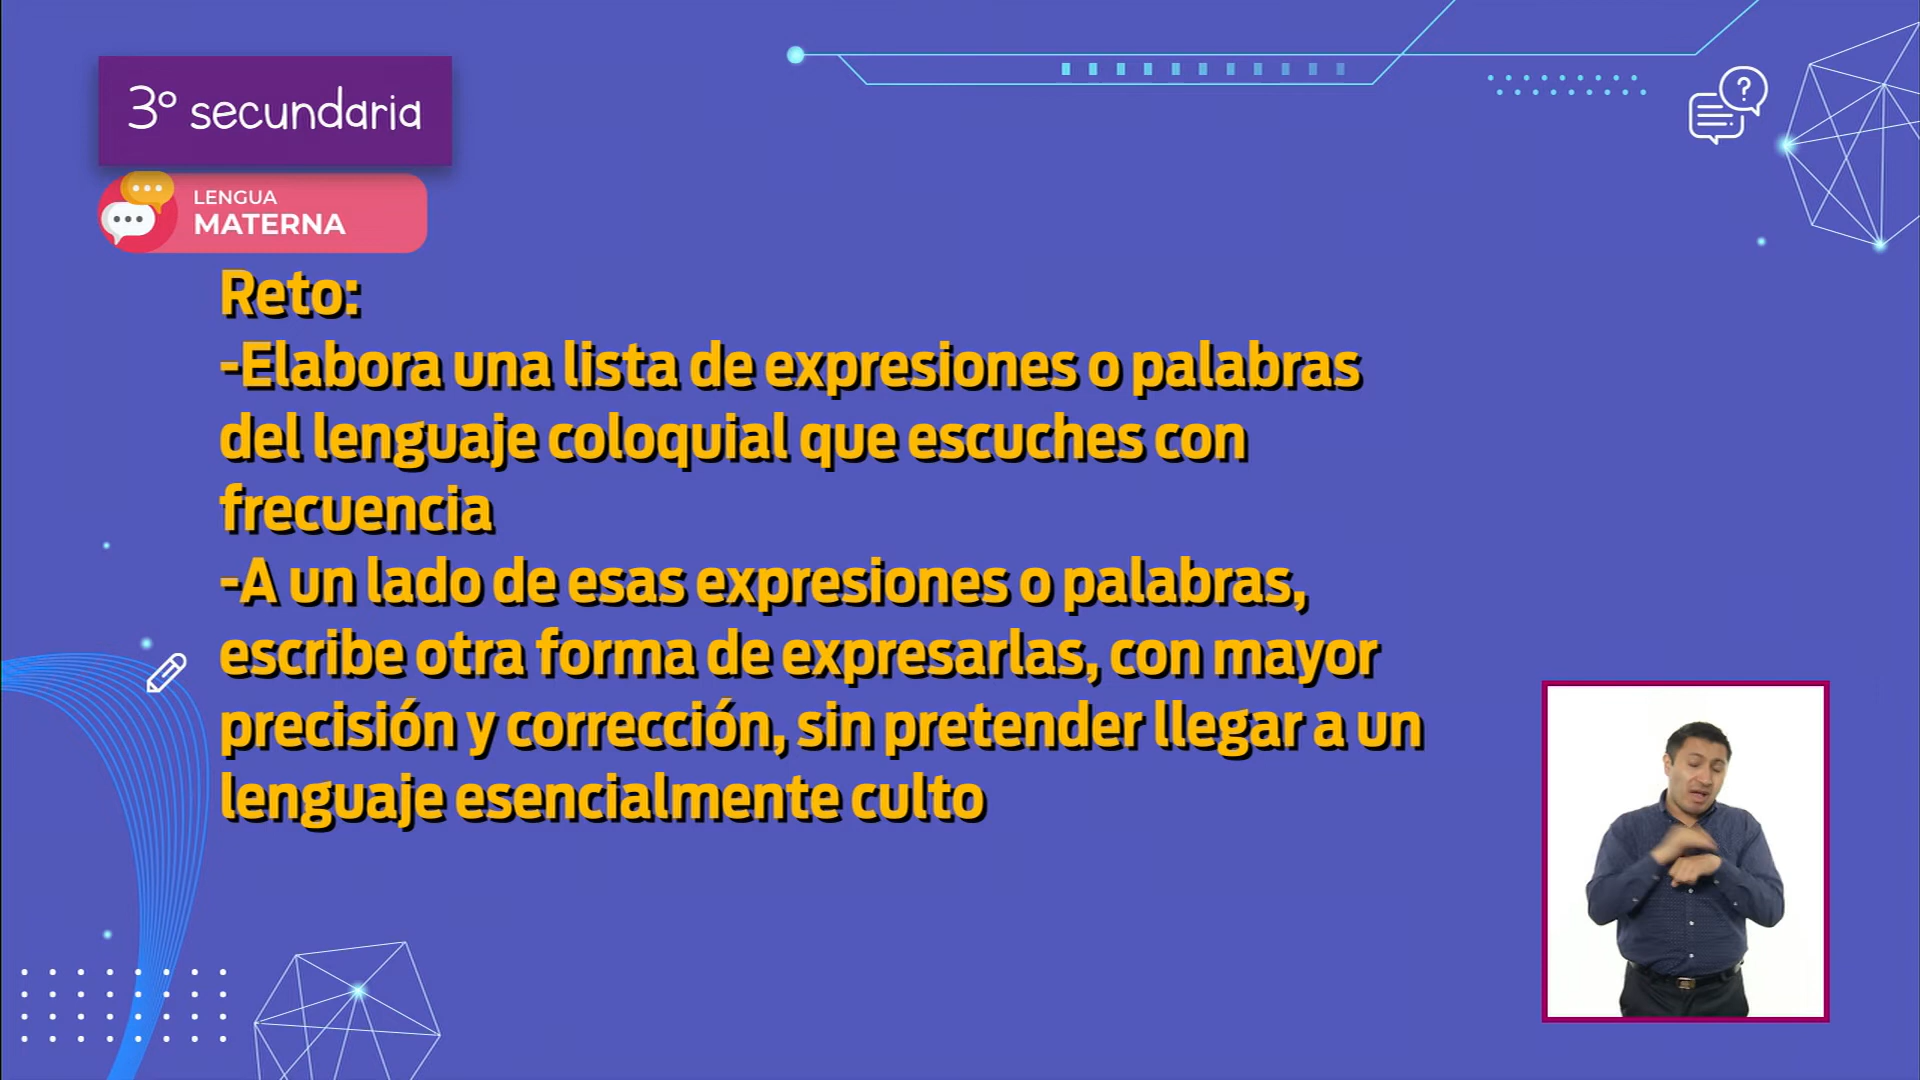 3° secundaria
LENGUA
MATERNA
Reto:
-Elabora una lista de expresiones o palabras
del lenguaje coloquial que escuches con
frecuencia
-A un lado de esas expresiones o palabras,
escribe otra forma de expresarlas, con mayor
precisión y corrección, sin pretender llegar a un
lenguaje esencialmente culto
?